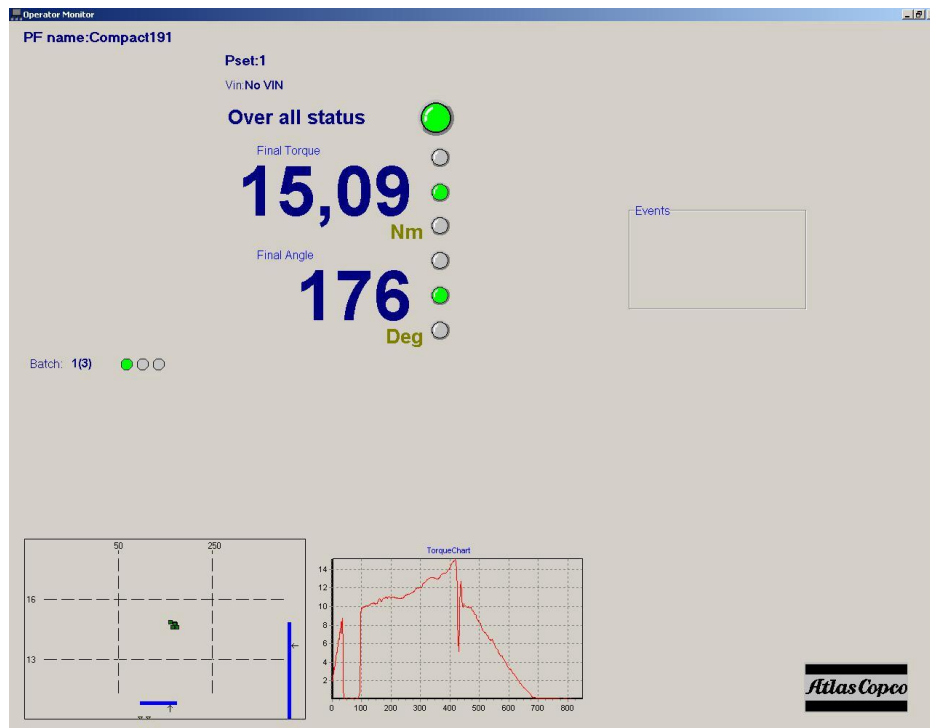 Operator Monitor
PF name:Compact191
Pset:1
Vin:No VIN
Over all status
Final Torque
15,09
Nm
Events
Final Angle
176
Deg
Batch: 1(3)
50 250
16
13
TorqueChart
14
12
10
8
6
4
2
0 100 200 300 400 500 600 700 800
Atlas Copco